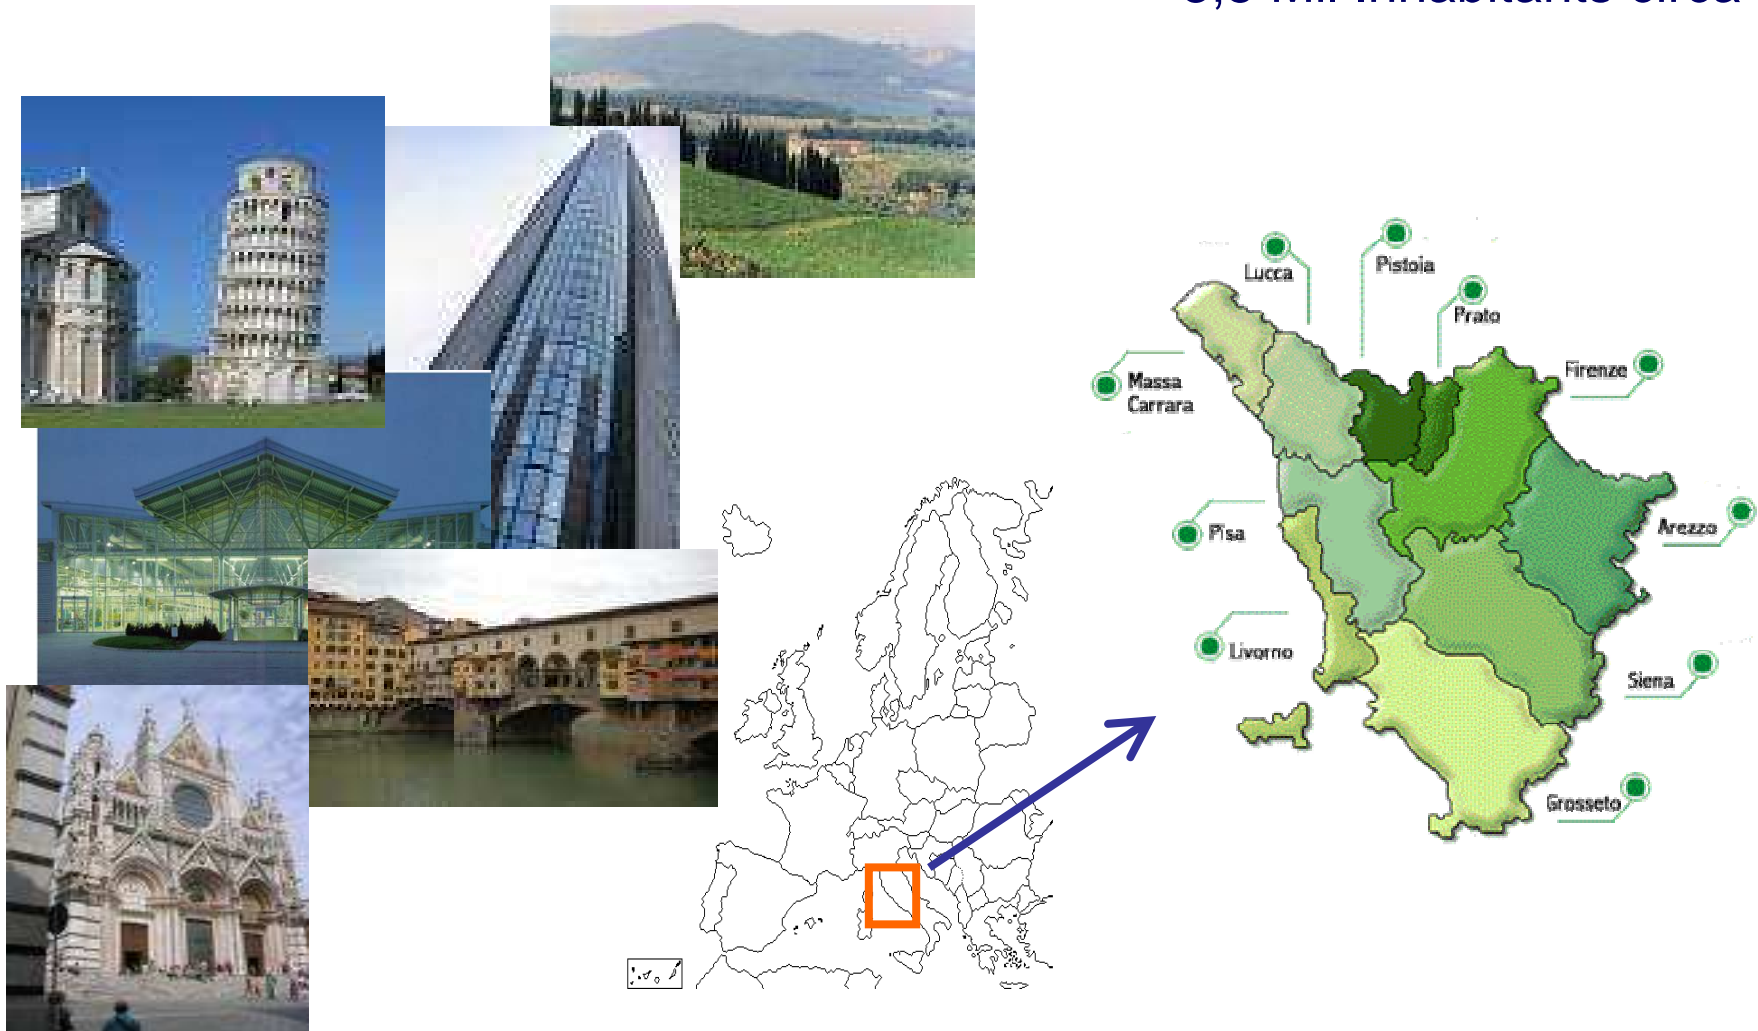 Lucca
Pistoia
Prato
Firenze
Massa
Carrara
Pisa
Arezzo
Livorno
Siena
Grosseto